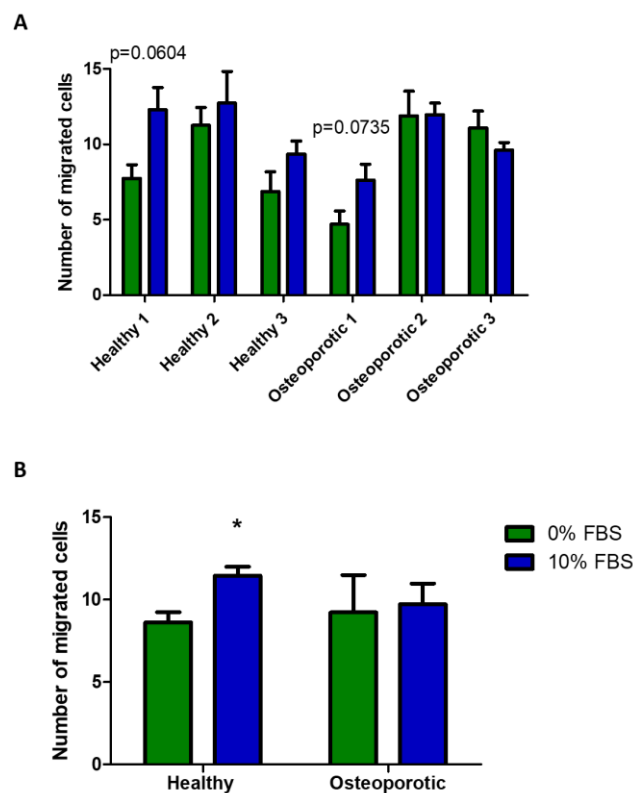 A
p=0.0604
p=0.0735
Number of migrated cells
15
10
5
0
Healthy 1
Healthy 2
Healthy 3
Osteoporotic 1
Osteoporotic 2
Osteoporotic 3
B
Number of migrated cells
15
10
5
0
*
Healthy
Osteoporotic
0% FBS
10% FBS